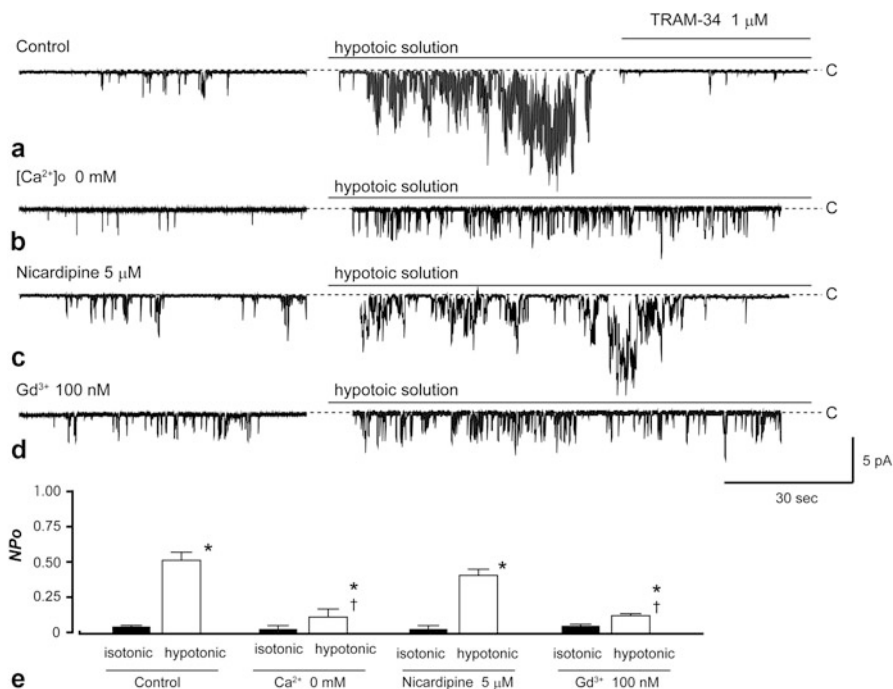 TRAM-34 1 μM
Control
hypotoic solution
C
a
[Ca²⁺]o 0 mM
hypotoic solution
C
b
Nicardipine 5 μM
hypotoic solution
C
c
Gd³⁺ 100 nM
hypotoic solution
C
d
5 pA
30 sec
NPo
1.00
0.75
0.50
0.25
0
*
* †
*
* †
isotonic hypotonic isotonic hypotonic isotonic hypotonic isotonic hypotonic
Control Ca²⁺ 0 mM Nicardipine 5 μM Gd³⁺ 100 nM
e